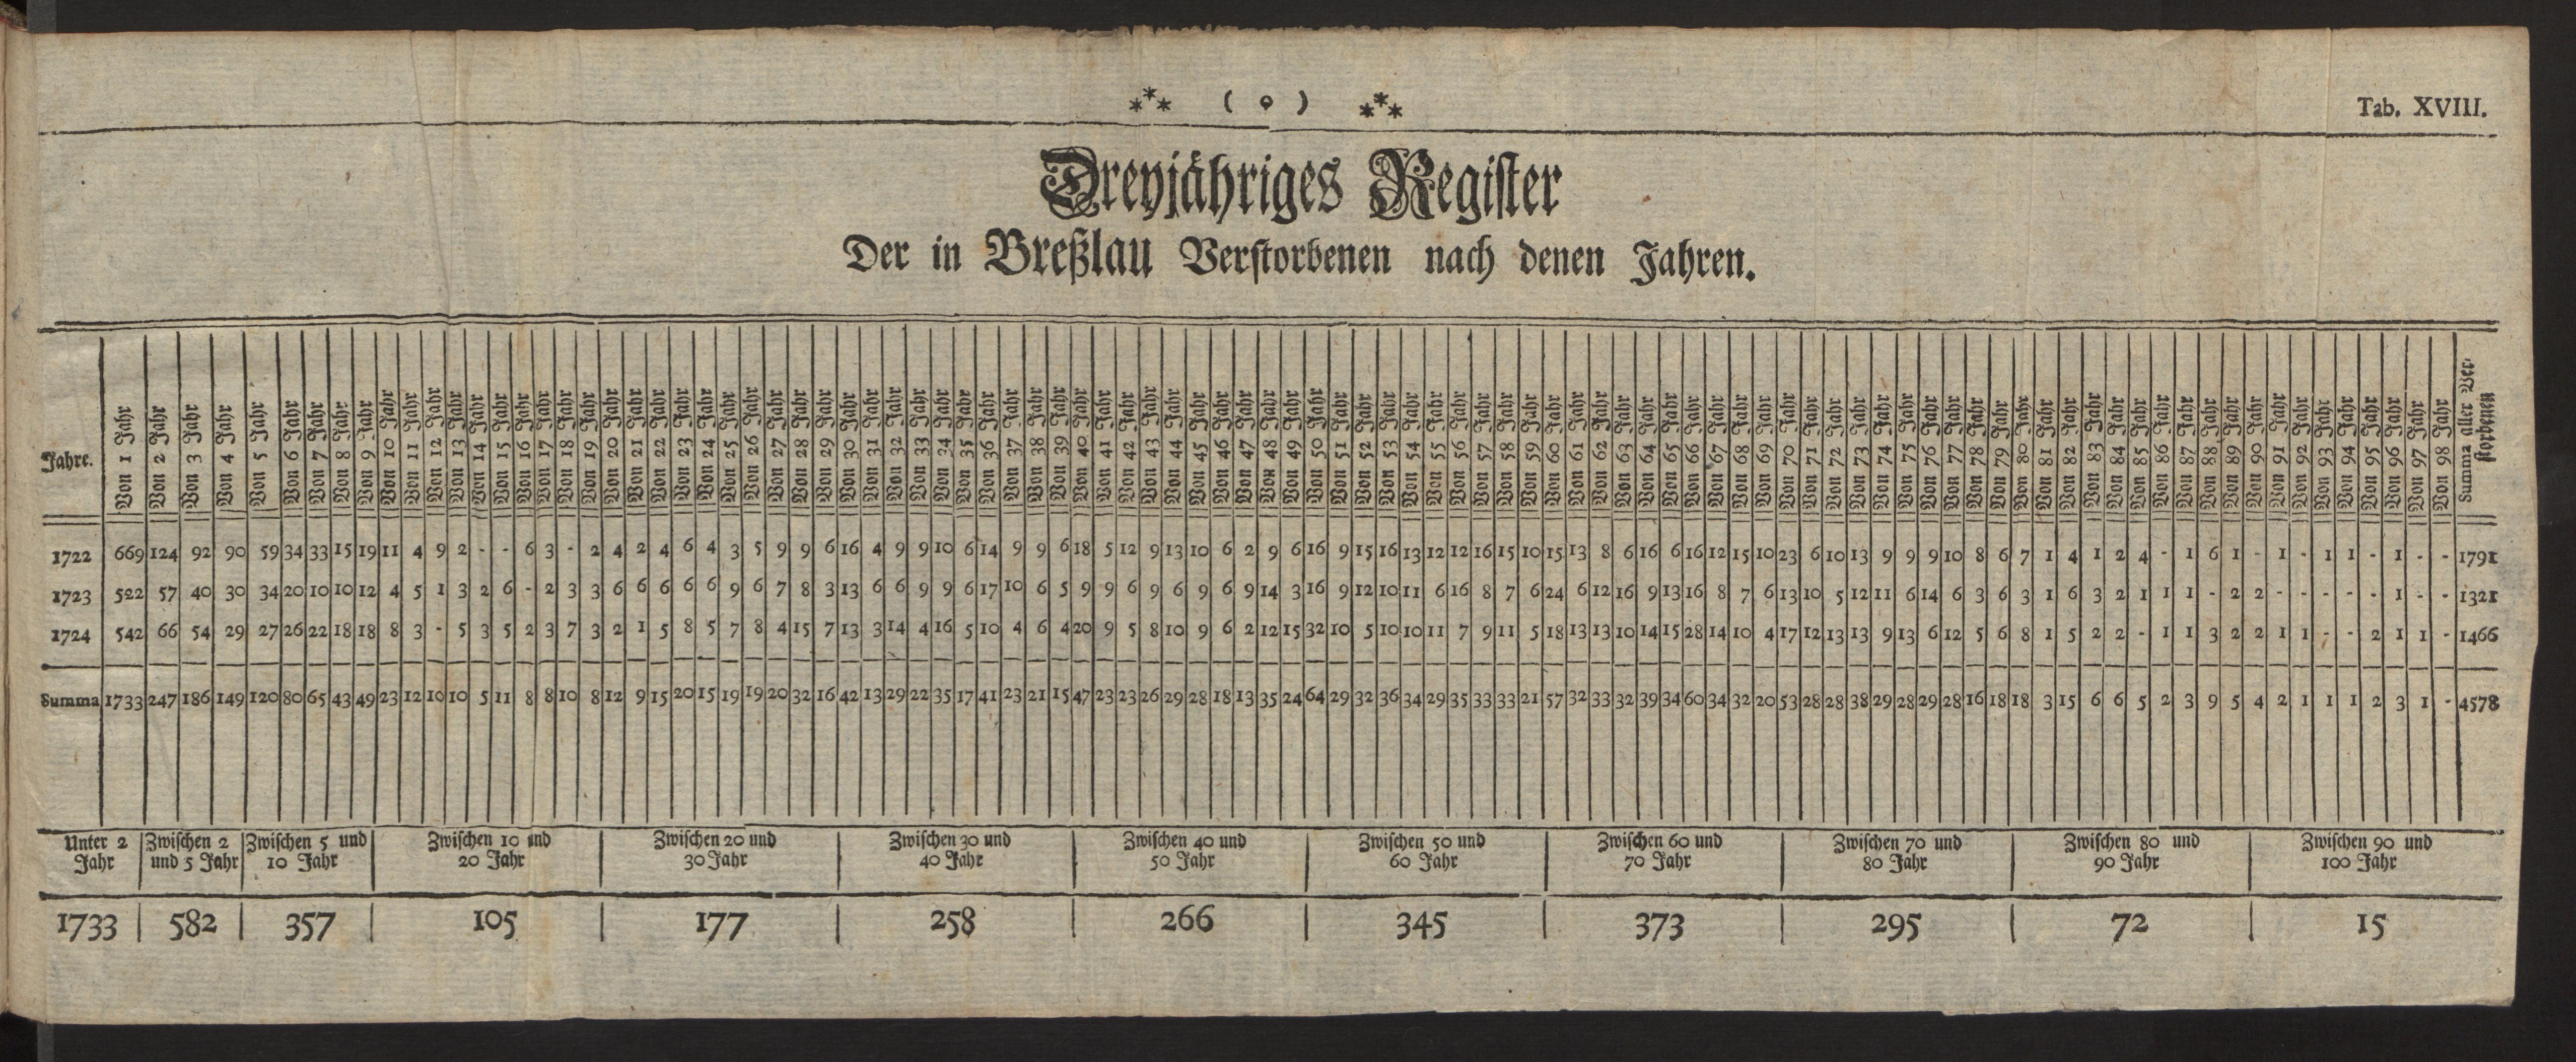 ⁂ ( o ) ⁂
Tab. XVIII.
Dreyjähriges Register
Der in Breßlau Verstorbenen nach denen Jahren.
Jahre. Von 1 Jahr Von 2 Jahr Von 3 Jahr Von 4 Jahr Von 5 Jahr Von 6 Jahr Von 7 Jahr Von 8 Jahr Von 9 Jahr Von 10 Jahr Von 11 Jahr Von 12 Jahr Von 13 Jahr Von 14 Jahr Von 15 Jahr Von 16 Jahr Von 17 Jahr Von 18 Jahr Von 19 Jahr Von 20 Jahr Von 21 Jahr Von 22 Jahr Von 23 Jahr Von 24 Jahr Von 25 Jahr Von 26 Jahr Von 27 Jahr Von 28 Jahr Von 29 Jahr Von 30 Jahr Von 31 Jahr Von 32 Jahr Von 33 Jahr Von 34 Jahr Von 35 Jahr Von 36 Jahr Von 37 Jahr Von 38 Jahr Von 39 Jahr Von 40 Jahr Von 41 Jahr Von 42 Jahr Von 43 Jahr Von 44 Jahr Von 45 Jahr Von 46 Jahr Von 47 Jahr Von 48 Jahr Von 49 Jahr Von 50 Jahr Von 51 Jahr Von 52 Jahr Von 53 Jahr Von 54 Jahr Von 55 Jahr Von 56 Jahr Von 57 Jahr Von 58 Jahr Von 59 Jahr Von 60 Jahr Von 61 Jahr Von 62 Jahr Von 63 Jahr Von 64 Jahr Von 65 Jahr Von 66 Jahr Von 67 Jahr Von 68 Jahr Von 69 Jahr Von 70 Jahr Von 71 Jahr Von 72 Jahr Von 73 Jahr Von 74 Jahr Von 75 Jahr Von 76 Jahr Von 77 Jahr Von 78 Jahr Von 79 Jahr Von 80 Jahr Von 81 Jahr Von 82 Jahr Von 83 Jahr Von 84 Jahr Von 85 Jahr Von 86 Jahr Von 87 Jahr Von 88 Jahr Von 89 Jahr Von 90 Jahr Von 91 Jahr Von 92 Jahr Von 93 Jahr Von 94 Jahr Von 95 Jahr Von 96 Jahr Von 97 Jahr Von 98 Jahr Summa aller Ver-
storbenen
1722 669 124 92 90 59 34 33 15 19 11 4 9 2 - - 6 3 - 2 4 2 4 6 4 3 5 9 9 6 16 4 9 9 10 6 14 9 9 6 18 5 12 9 13 10 6 2 9 6 16 9 15 16 13 12 12 16 15 10 15 13 8 6 16 6 16 12 15 10 23 6 10 13 9 9 9 10 8 6 7 1 4 1 2 4 - 1 6 1 - 1 - 1 1 - 1 - - 1791
1723 522 57 40 30 34 20 10 10 12 4 5 1 3 2 6 - 2 3 3 6 6 6 6 6 9 6 7 8 3 13 6 6 9 9 6 17 10 6 5 9 9 6 9 6 9 6 9 14 3 16 9 12 10 11 6 16 8 7 6 24 6 12 16 9 13 16 8 7 6 13 10 5 12 11 6 14 6 3 6 3 1 6 3 2 1 1 1 - 2 2 - - - - - 1 - - 1321
1724 542 66 54 29 27 26 22 18 18 8 3 - 5 3 5 2 3 7 3 2 1 5 8 5 7 8 4 15 7 13 3 14 4 16 5 10 4 6 4 20 9 5 8 10 9 6 2 12 15 32 10 5 10 10 11 7 9 11 5 18 13 13 10 14 15 28 14 10 4 17 12 13 13 9 13 6 12 5 6 8 1 5 2 2 - 1 1 3 2 2 1 1 - - 2 1 1 - 1466
Summa 1733 247 186 149 120 80 65 43 49 23 12 10 10 5 11 8 8 10 8 12 9 15 20 15 19 19 20 32 16 42 13 29 22 35 17 41 23 21 15 47 23 23 26 29 28 18 13 35 24 64 29 32 36 34 29 35 33 33 21 57 32 33 32 39 34 60 34 32 20 53 28 28 38 29 28 29 28 16 18 18 3 15 6 6 5 2 3 9 5 4 2 1 1 1 2 3 1 - 4578
Unter 2
Jahr
Zwischen 2
und 5 Jahr
Zwischen 5 und
10 Jahr
Zwischen 10 und
20 Jahr
Zwischen 20 und
30 Jahr
Zwischen 30 und
40 Jahr
Zwischen 40 und
50 Jahr
Zwischen 50 und
60 Jahr
Zwischen 60 und
70 Jahr
Zwischen 70 und
80 Jahr
Zwischen 80 und
90 Jahr
Zwischen 90 und
100 Jahr
1733 582 357 105 177 258 266 345 373 295 72 15